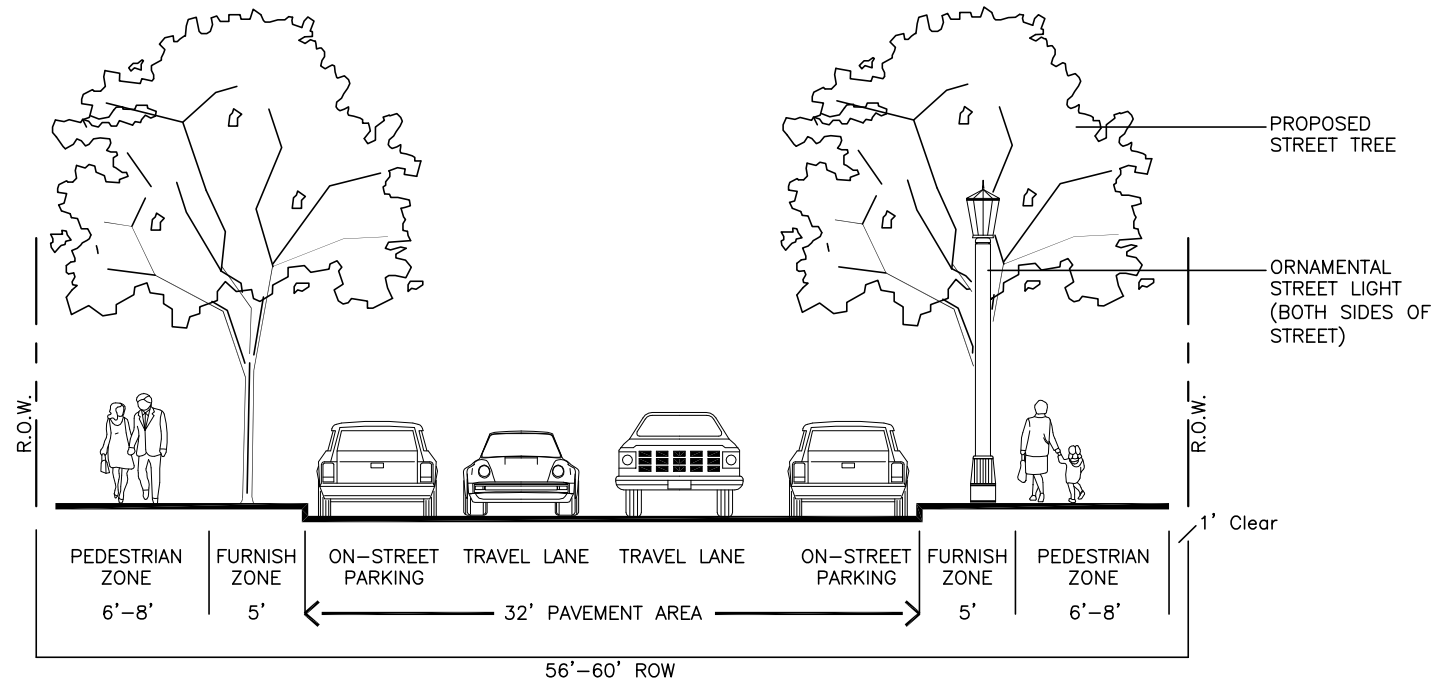 PROPOSED
STREET TREE
ORNAMENTAL
STREET LIGHT
(BOTH SIDES OF
STREET)
R.O.W.
R.O.W.
1' Clear
PEDESTRIAN
ZONE
6'-8'
FURNISH
ZONE
5'
ON-STREET
PARKING
TRAVEL LANE
TRAVEL LANE
ON-STREET
PARKING
FURNISH
ZONE
5'
PEDESTRIAN
ZONE
6'-8'
32' PAVEMENT AREA
56'-60' ROW